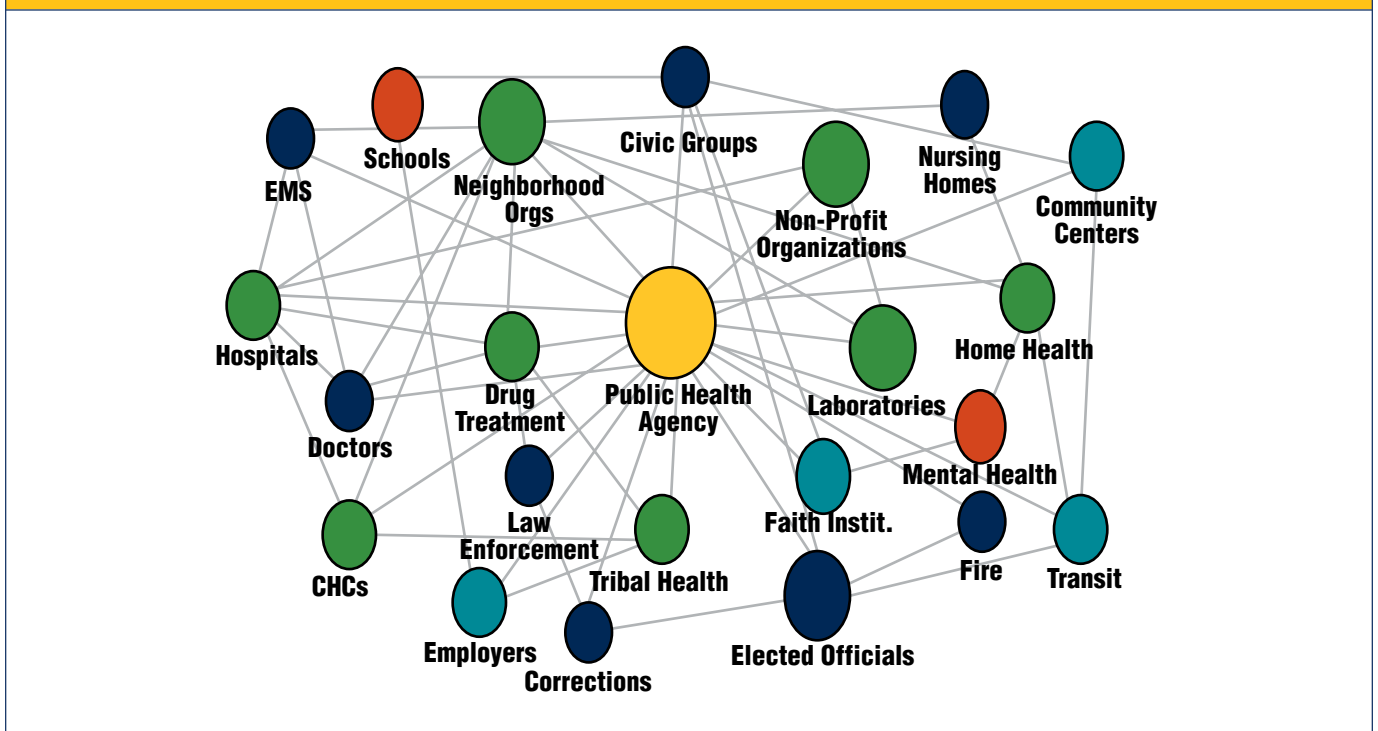 Civic Groups
Schools
Nursing
Homes
EMS
Neighborhood
Orgs
Non-Profit
Organizations
Community
Centers
Hospitals
Home Health
Drug
Treatment
Public Health
Agency
Laboratories
Doctors
Mental Health
Law
Enforcement
Faith Instit.
Fire
Transit
CHCs
Tribal Health
Employers
Corrections
Elected Officials